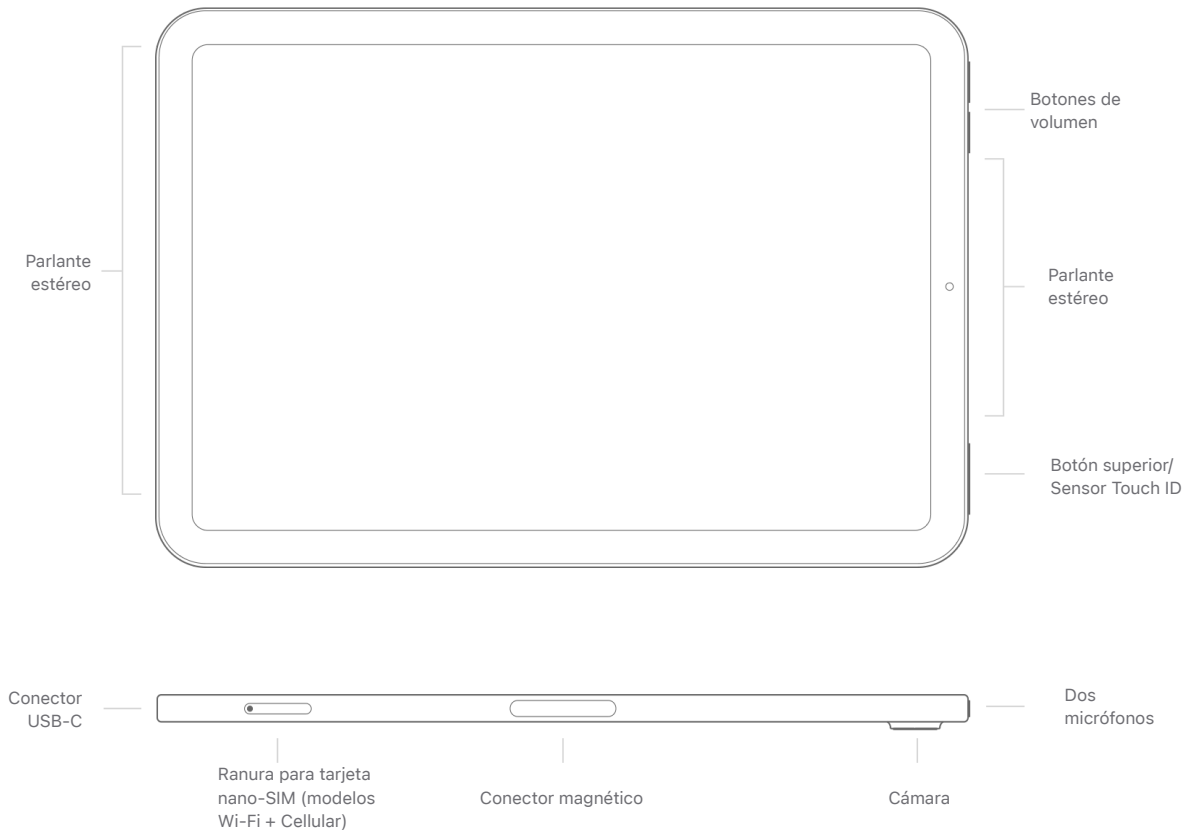 Botones de
volumen
Parlante
estéreo
Parlante
estéreo
Botón superior/
Sensor Touch ID
Conector
USB-C
Dos
micrófonos
Ranura para tarjeta
nano-SIM (modelos
Wi-Fi + Cellular)
Conector magnético
Cámara